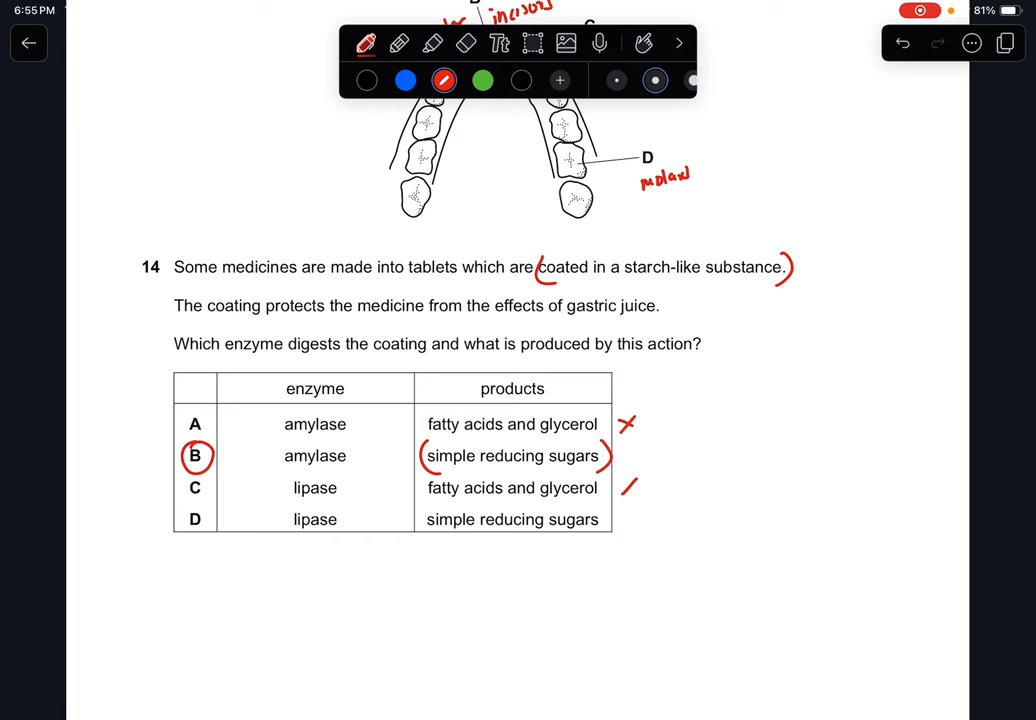 6:55 PM
81%
incisors
Tt
D
molars
14 Some medicines are made into tablets which are coated in a starch-like substance.
The coating protects the medicine from the effects of gastric juice.
Which enzyme digests the coating and what is produced by this action?
enzyme products
A amylase fatty acids and glycerol
B amylase simple reducing sugars
C lipase fatty acids and glycerol
D lipase simple reducing sugars